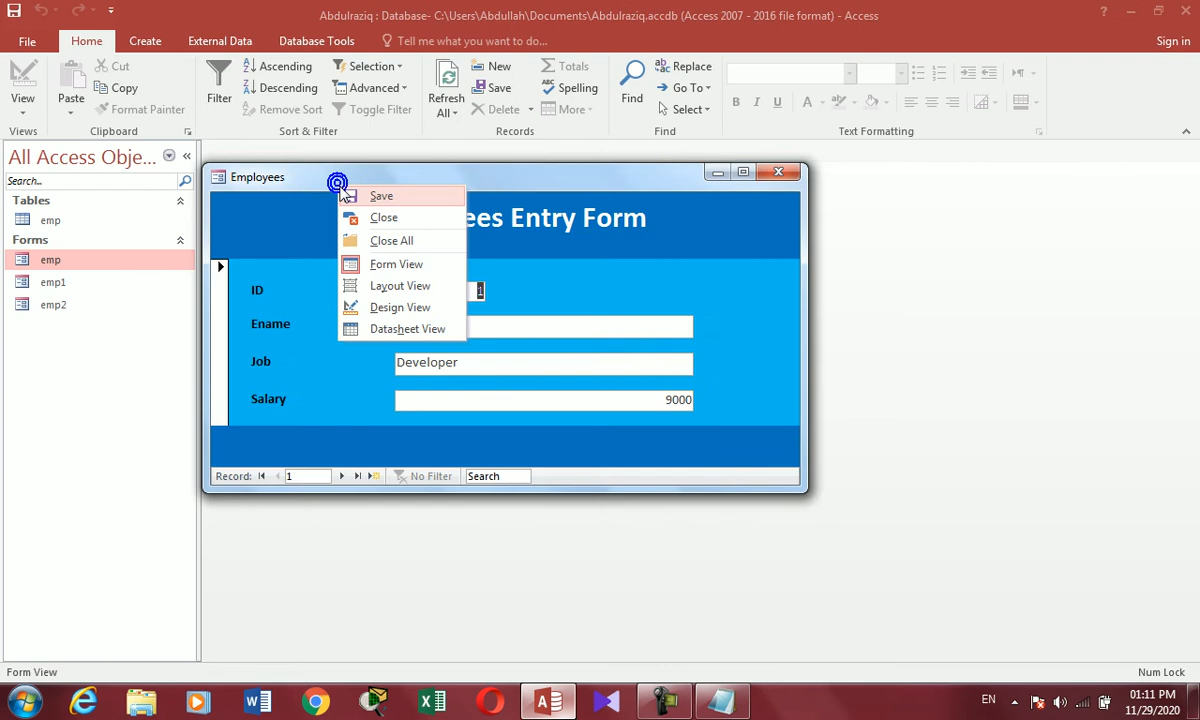 Abdulraziq : Database- C:\Users\Abdullah\Documents\Abdulraziq.accdb (Access 2007 - 2016 file format) - Access
File Home Create External Data Database Tools Tell me what you want to do... Sign in
View
Views
Paste
Cut
Copy
Format Painter
Clipboard
Filter
Ascending
Descending
Remove Sort
Selection
Advanced
Toggle Filter
Sort & Filter
Refresh
All
New
Save
Delete
Totals
Spelling
More
Records
Find
Replace
Go To
Select
Find
B I U A
Text Formatting
All Access Obje...
Search...
Tables
emp
Forms
emp
emp1
emp2
Employees
ees Entry Form
Save
Close
Close All
Form View
Layout View
Design View
Datasheet View
ID 1
Ename
Job Developer
Salary 9000
Record: 1 No Filter Search
Form View Num Lock
EN 01:11 PM
11/29/2020